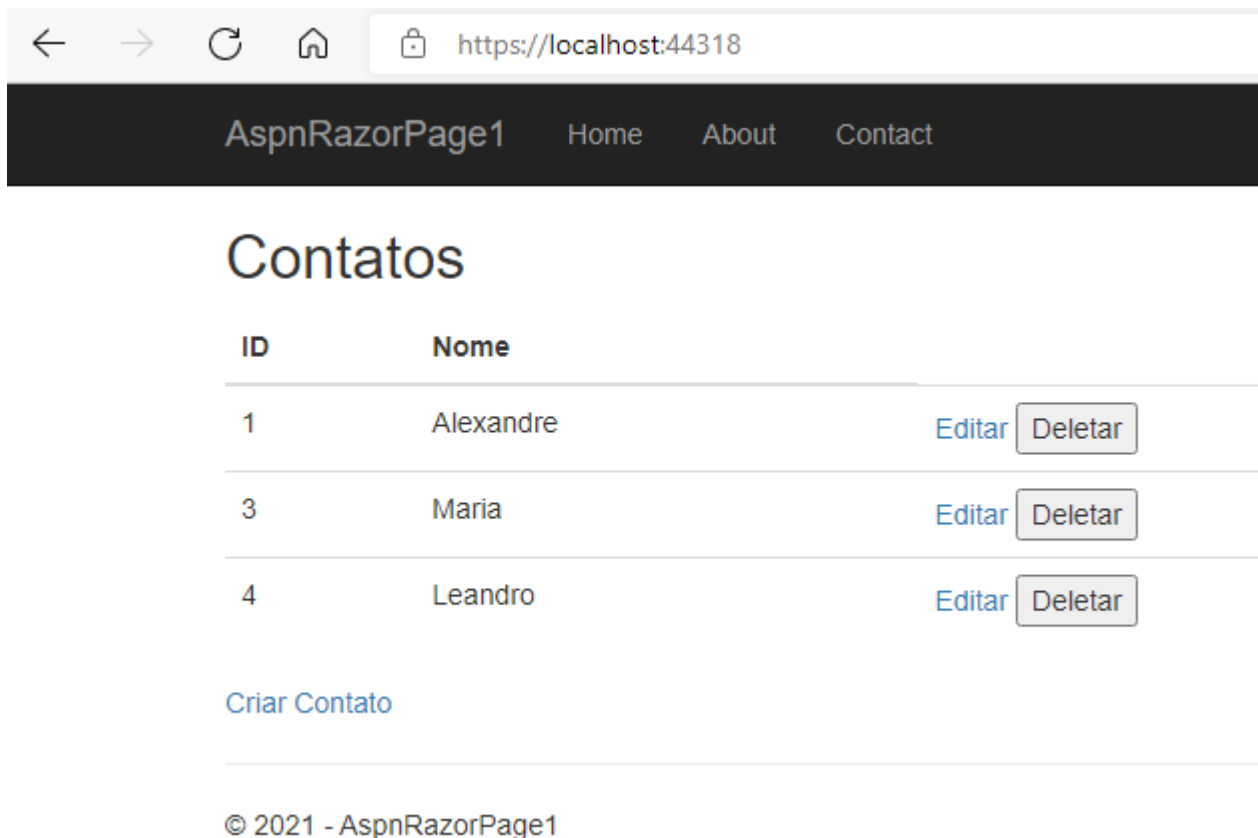 https://localhost:44318
AspnRazorPage1 Home About Contact
Contatos
ID Nome
1 Alexandre Editar Deletar
3 Maria Editar Deletar
4 Leandro Editar Deletar
Criar Contato
© 2021 - AspnRazorPage1